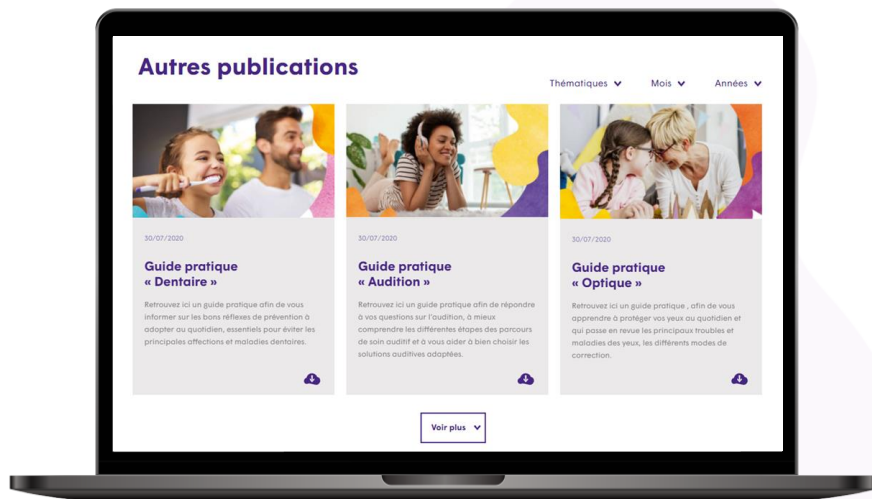 Autres publications
Thématiques
Mois
Années
30/07/2020
Guide pratique
« Dentaire »
Retrouvez ici un guide pratique afin de vous
informer sur les bons réflexes de prévention à
adopter au quotidien, essentiels pour éviter les
principales affections et maladies dentaires.
30/07/2020
Guide pratique
« Audition »
Retrouvez ici un guide pratique afin de répondre
à vos questions sur l'audition, à mieux
comprendre les différentes étapes des parcours
de soin auditif et à vous aider à bien choisir les
solutions auditives adaptées.
30/07/2020
Guide pratique
« Optique »
Retrouvez ici un guide pratique , afin de vous
apprendre à protéger vos yeux au quotidien et
qui passe en revue les principaux troubles et
maladies des yeux, les différents modes de
correction.
Voir plus